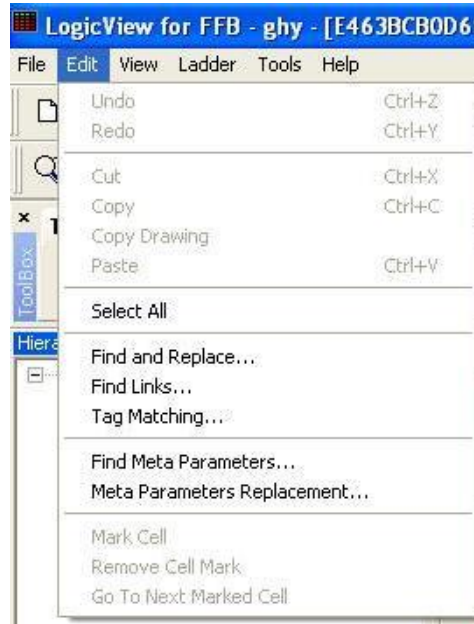 LogicView for FFB - ghy - [E463BCB0D6
File Edit View Ladder Tools Help
Undo Ctrl+Z
Redo Ctrl+Y
Cut Ctrl+X
Copy Ctrl+C
Copy Drawing
Paste Ctrl+V
ToolBox
Select All
Hiera
Find and Replace...
Find Links...
Tag Matching...
Find Meta Parameters...
Meta Parameters Replacement...
Mark Cell
Remove Cell Mark
Go To Next Marked Cell